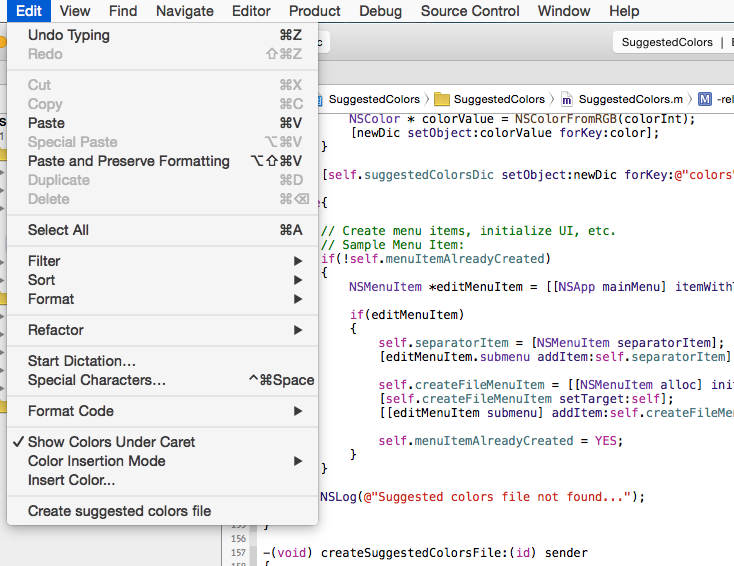 Edit View Find Navigate Editor Product Debug Source Control Window Help
Undo Typing ⌘Z
Redo ⇧⌘Z
Cut ⌘X
Copy ⌘C
Paste ⌘V
Special Paste ⌥⌘V
Paste and Preserve Formatting ⌥⇧⌘V
Duplicate ⌘D
Delete ⌘⌫
Select All ⌘A
Filter ▶
Sort ▶
Format ▶
Refactor ▶
Start Dictation...
Special Characters... ^⌘Space
Format Code ▶
✓ Show Colors Under Caret
Color Insertion Mode ▶
Insert Color...
Create suggested colors file
SuggestedColors | 
SuggestedColors 〉 SuggestedColors 〉 m SuggestedColors.m 〉 M -rel
NSColor * colorValue = NSColorFromRGB(colorInt);
[newDic setObject:colorValue forKey:color];
}
[self.suggestedColorsDic setObject:newDic forKey:@"colors"
{
// Create menu items, initialize UI, etc.
// Sample Menu Item:
if(!self.menuItemAlreadyCreated)
{
NSMenuItem *editMenuItem = [[NSApp mainMenu] itemWithT
if(editMenuItem)
{
self.separatorItem = [NSMenuItem separatorItem];
[editMenuItem.submenu addItem:self.separatorItem]
self.createFileMenuItem = [[NSMenuItem alloc] init
[self.createFileMenuItem setTarget:self];
[[editMenuItem submenu] addItem:self.createFileMen
self.menuItemAlreadyCreated = YES;
}
}
NSLog(@"Suggested colors file not found...");
155 }
156
157 -(void) createSuggestedColorsFile:(id) sender
158 {